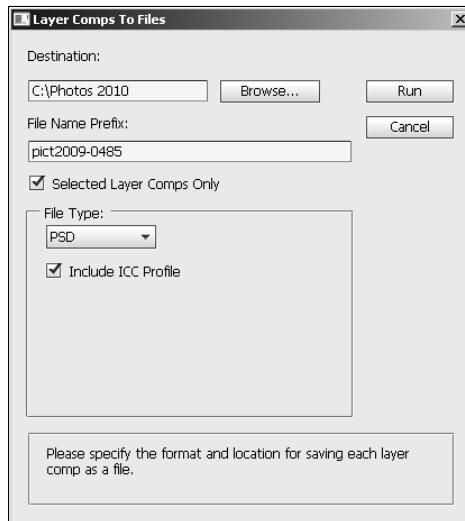 Layer Comps To Files
Destination:
C:\Photos 2010
Browse...
Run
File Name Prefix:
Cancel
pict2009-0485
Selected Layer Comps Only
File Type:
PSD
Include ICC Profile
Please specify the format and location for saving each layer
comp as a file.